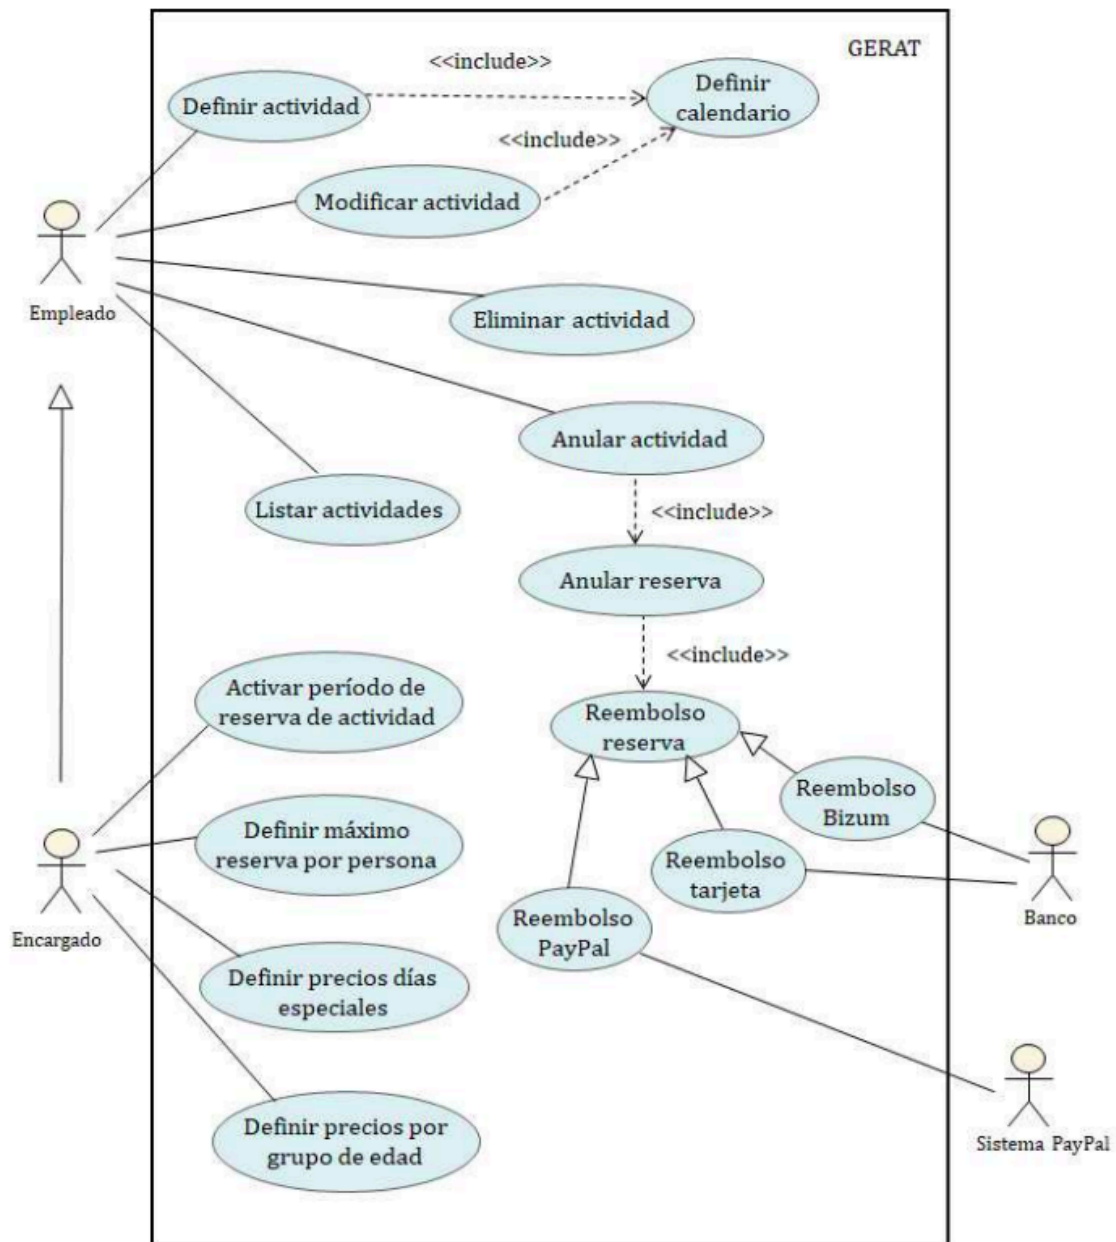 GERAT
<<include>>
Definir actividad
Definir
calendario
<<include>>
Modificar actividad
Empleado
Eliminar actividad
Anular actividad
Listar actividades
<<include>>
Anular reserva
<<include>>
Activar período de
reserva de actividad
Reembolso
reserva
Reembolso
Bizum
Definir máximo
reserva por persona
Reembolso
tarjeta
Banco
Reembolso
PayPal
Encargado
Definir precios días
especiales
Definir precios por
grupo de edad
Sistema PayPal